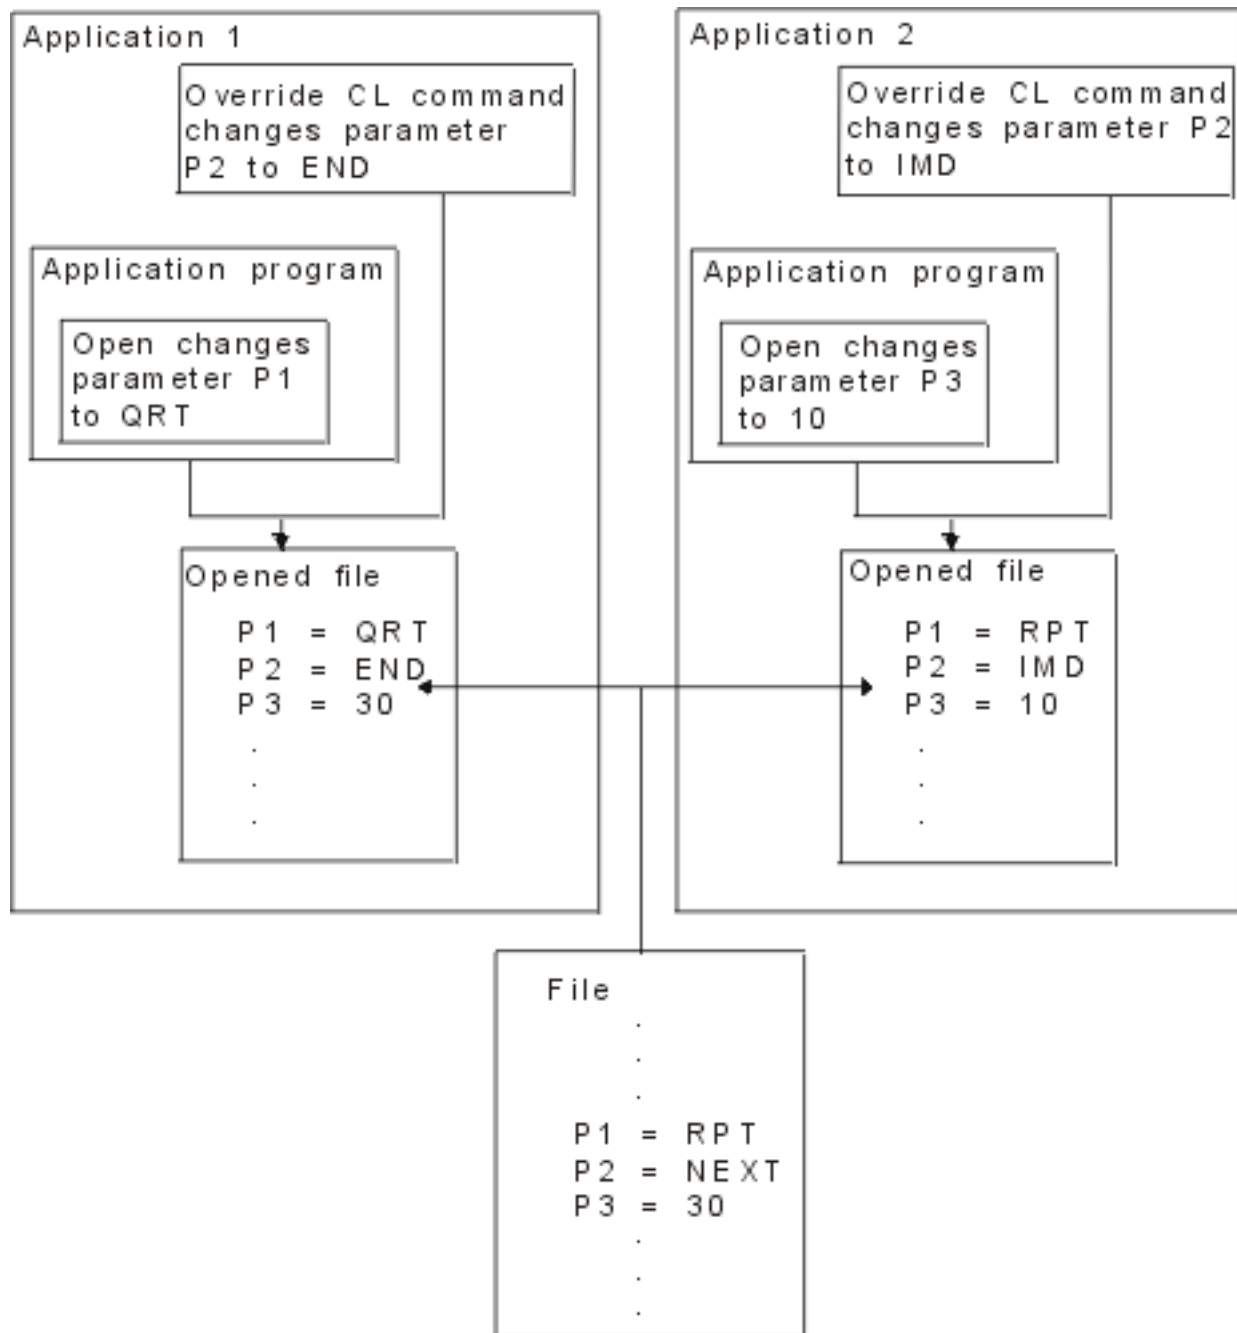 Application 1
Override CL command
changes parameter
P2 to END
Application program
Open changes
parameter P1
to QRT
Opened file
P1 = QRT
P2 = END
P3 = 30
.
.
.
Application 2
Override CL command
changes parameter P2
to IMD
Application program
Open changes
parameter P3
to 10
Opened file
P1 = RPT
P2 = IMD
P3 = 10
.
.
.
File
.
.
.
P1 = RPT
P2 = NEXT
P3 = 30
.
.
.